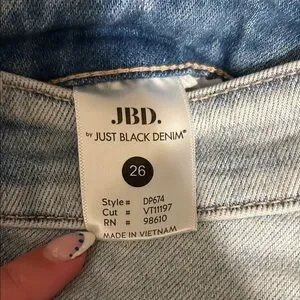 JBD.
BY JUST BLACK DENIM®
26
Style # DP674
Cut # VT11197
RN # 98610
MADE IN VIETNAM